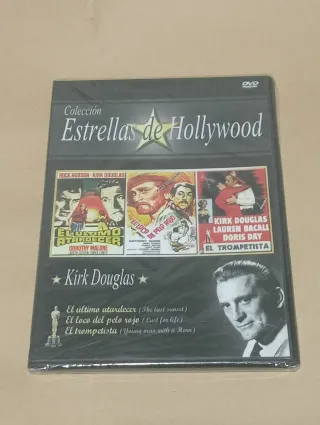 DVD
Colección
Estrellas de Hollywood
ROCK HUDSON KIRK DOUGLAS
EL ULTIMO
ATARDECER
DOROTHY MALONE
KIRK DOUGLAS
LAUREN BACALL
DORIS DAY
EL TROMPETISTA
Kirk Douglas
El último atardecer (The last sunset)
El loco del pelo rojo (Lust for life)
El trompetista (Young man with a Horn)